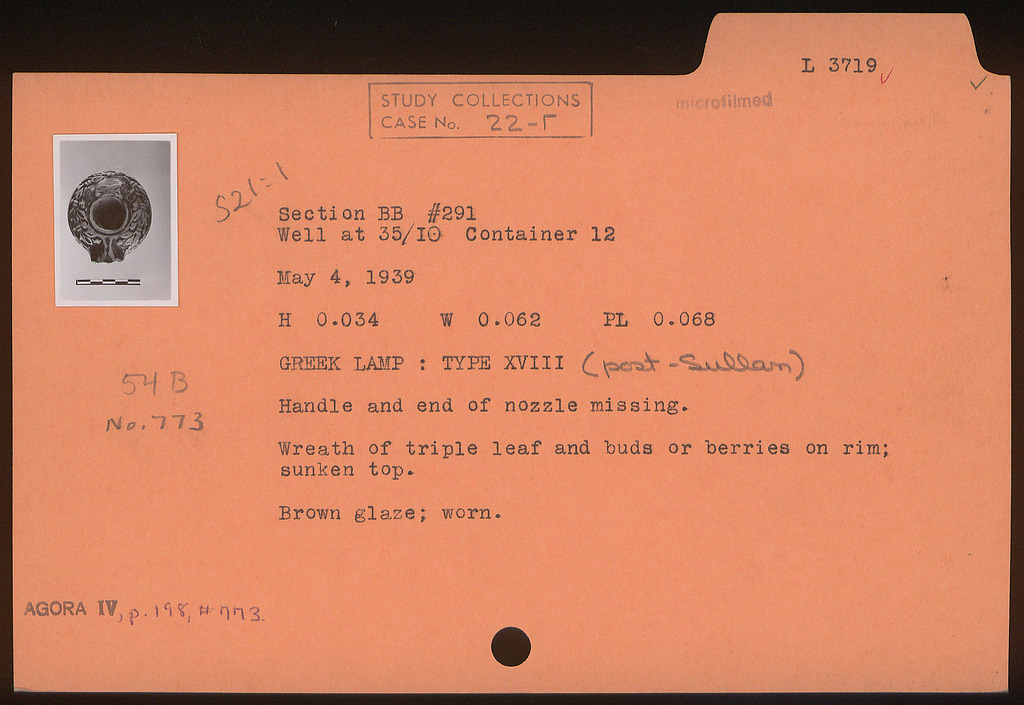 L 3719
STUDY COLLECTIONS
CASE No. 22-Γ
microfilmed
S21:1
Section BB #291
Well at 35/ΙΘ Container 12
May 4, 1939
H 0.034 W 0.062 PL 0.068
GREEK LAMP : TYPE XVIII (post-Sullan)
54 B
No. 773
Handle and end of nozzle missing.
Wreath of triple leaf and buds or berries on rim;
sunken top.
Brown glaze; worn.
AGORA IV, p. 198, #773.